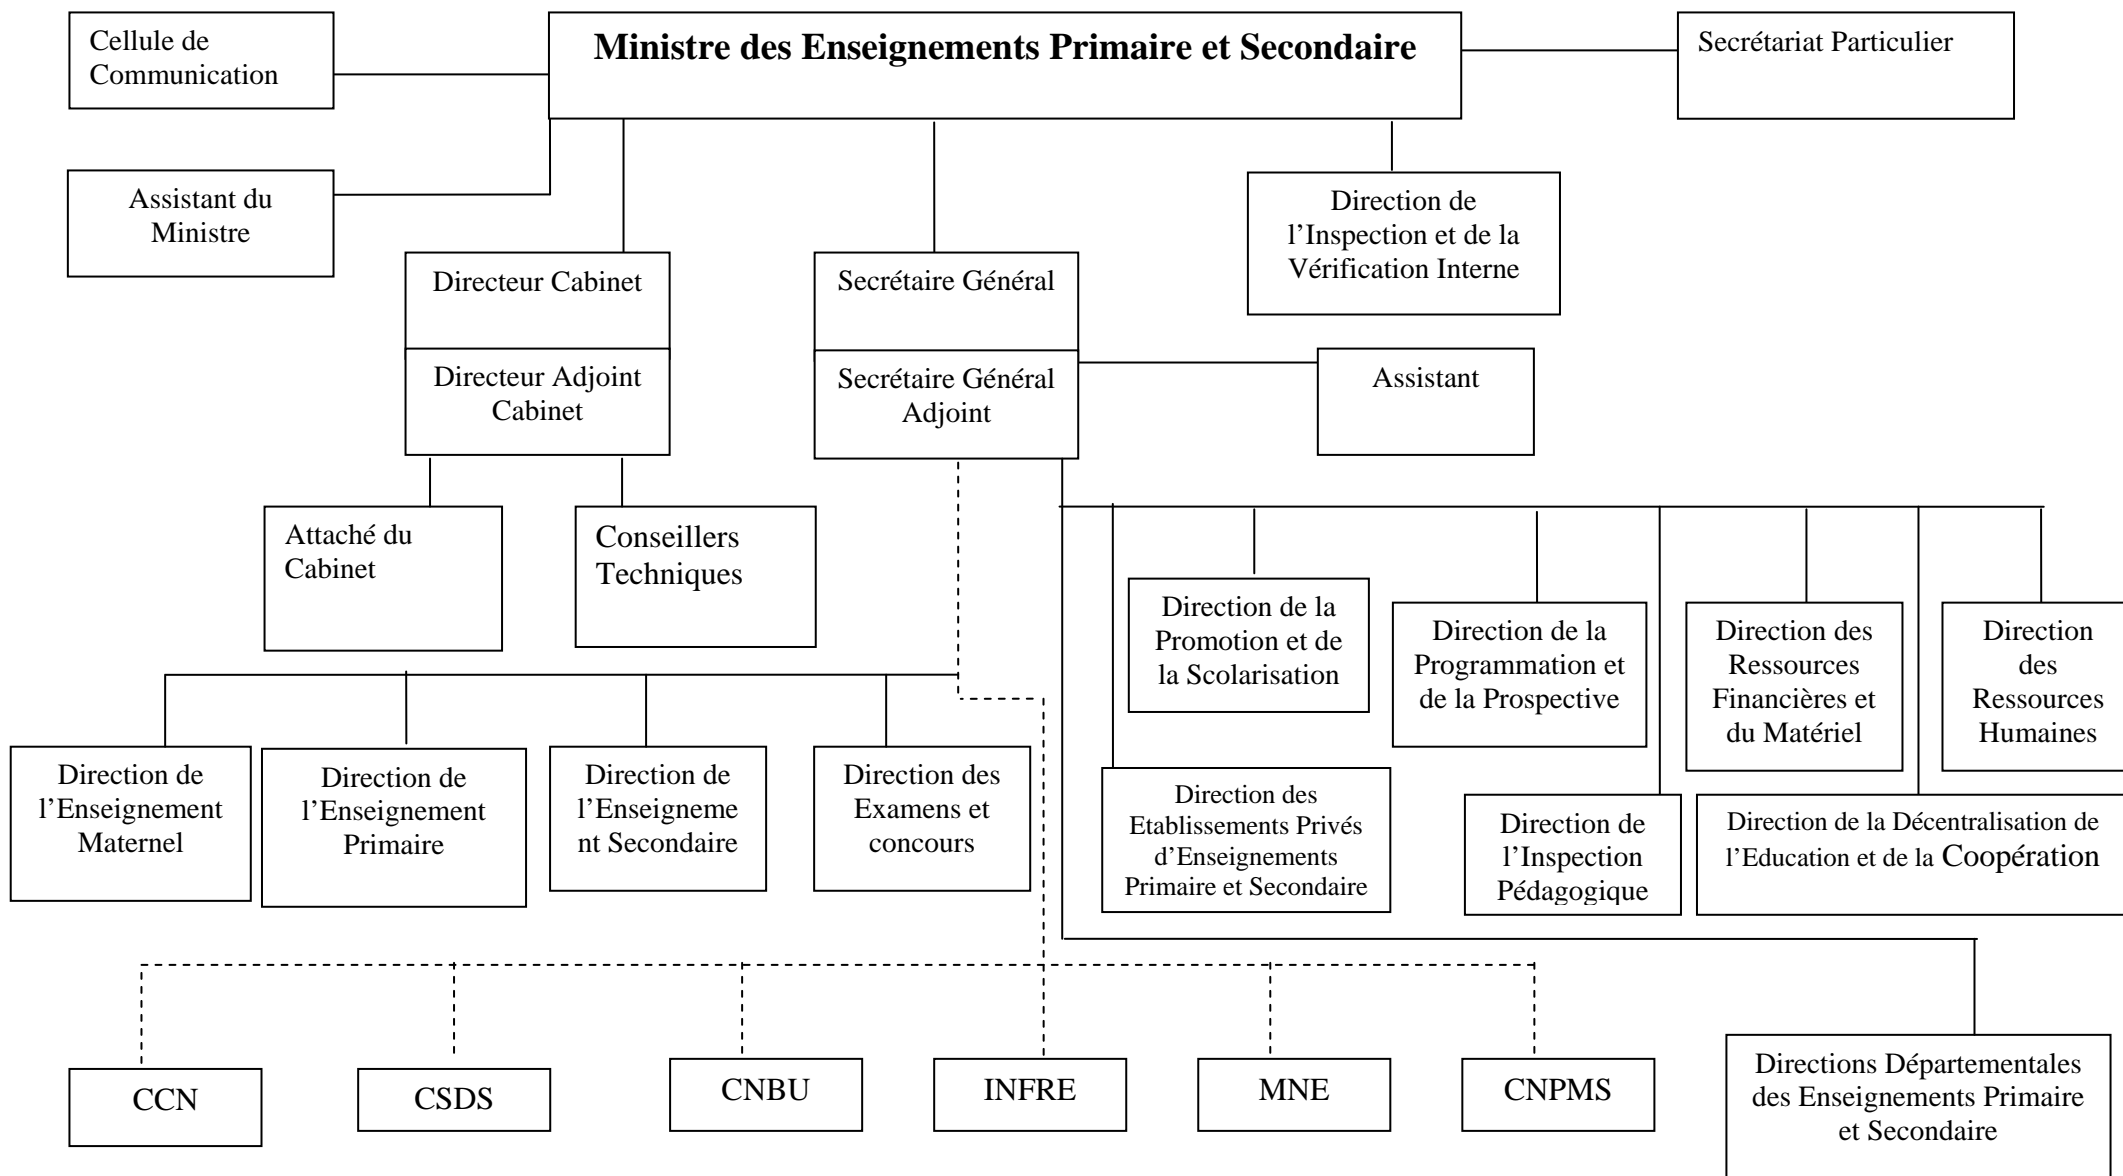 Cellule de
Communication
Ministre des Enseignements Primaire et Secondaire
Secrétariat Particulier
Assistant du
Ministre
Direction de
l’Inspection et de la
Vérification Interne
Directeur Cabinet
Secrétaire Général
Directeur Adjoint
Cabinet
Secrétaire Général
Adjoint
Assistant
Attaché du
Cabinet
Conseillers
Techniques
Direction de la
Promotion et de
la Scolarisation
Direction de la
Programmation et
de la Prospective
Direction des
Ressources
Financières et
du Matériel
Direction
des
Ressources
Humaines
Direction de
l’Enseignement
Maternel
Direction de
l’Enseignement
Primaire
Direction de
l’Enseigneme
nt Secondaire
Direction des
Examens et
concours
Direction des
Etablissements Privés
d’Enseignements
Primaire et Secondaire
Direction de
l’Inspection
Pédagogique
Direction de la Décentralisation de
l’Education et de la Coopération
CCN
CSDS
CNBU
INFRE
MNE
CNPMS
Directions Départementales
des Enseignements Primaire
et Secondaire